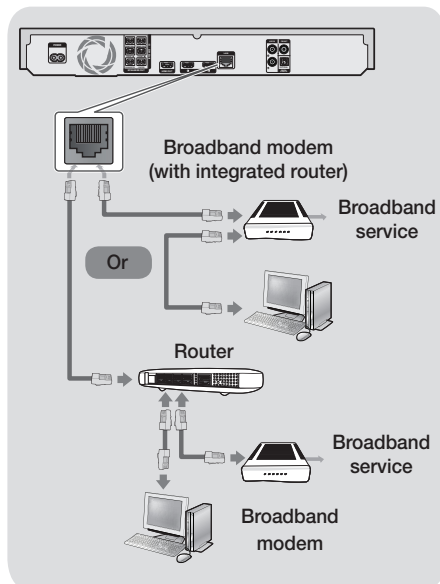 Broadband modem
(with integrated router)
Broadband
service
Or
Router
Broadband
service
Broadband
modem